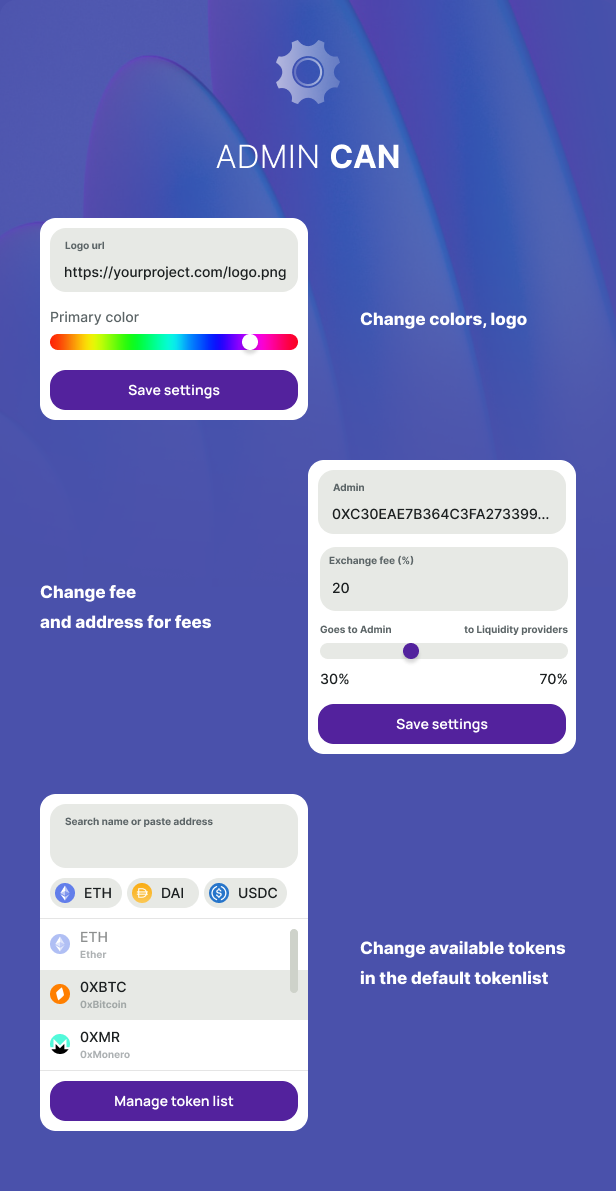 ADMIN CAN
Logo url
https://yourproject.com/logo.png
Primary color
Save settings
Change colors, logo
Admin
0XC30EAE7B364C3FA273399...
Exchange fee (%)
20
Goes to Admin to Liquidity providers
30% 70%
Save settings
Change fee
and address for fees
Search name or paste address
ETH DAI USDC
ETH
Ether
0XBTC
0xBitcoin
0XMR
0xMonero
Manage token list
Change available tokens
in the default tokenlist